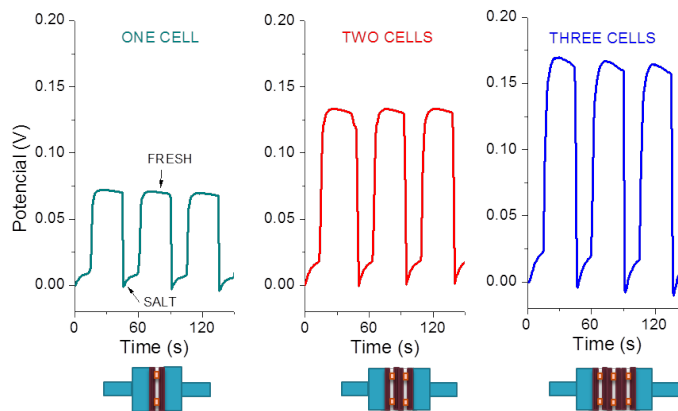 ONE CELL
TWO CELLS
THREE CELLS
Potencial (V)
0.20
0.15
0.10
0.05
0.00
FRESH
SALT
0 60 120
Time (s)
0.20
0.15
0.10
0.05
0.00
0 60 120
Time (s)
0.20
0.15
0.10
0.05
0.00
0 60 120
Time (s)